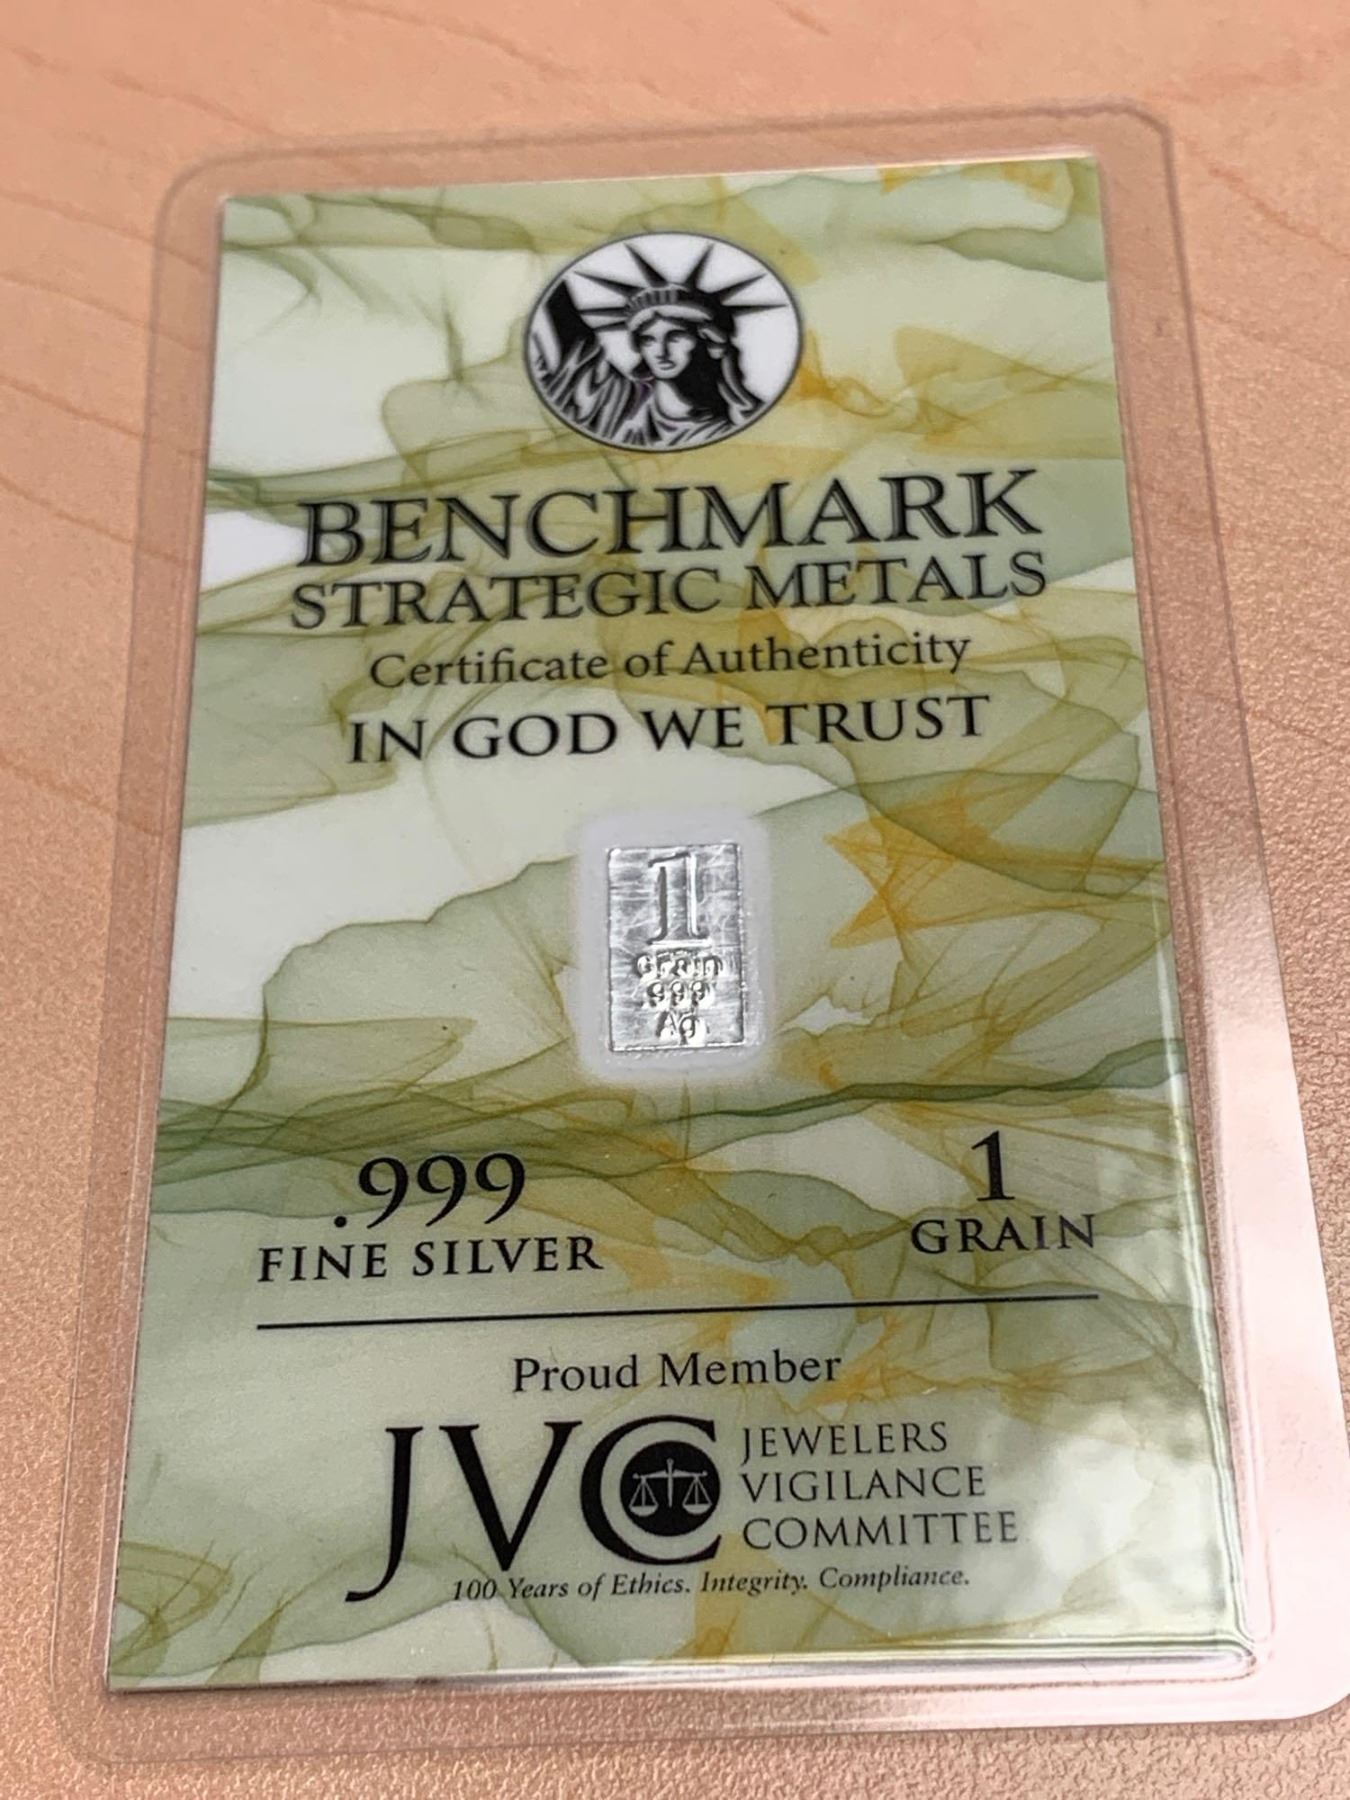 BENCHMARK
STRATEGIC METALS
Certificate of Authenticity
IN GOD WE TRUST
1
Grain
999
Ag
.999
FINE SILVER
1
GRAIN
Proud Member
JVC
JEWELERS
VIGILANCE
COMMITTEE
100 Years of Ethics. Integrity. Compliance.